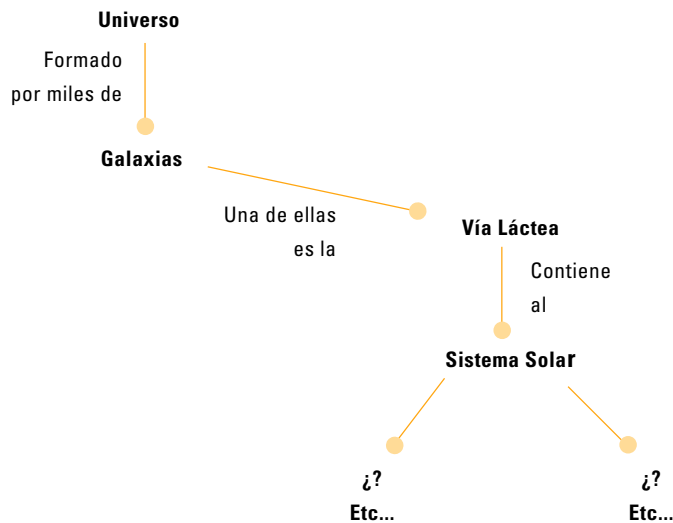 Universo
Formado
por miles de
Galaxias
Una de ellas
es la
Vía Láctea
Contiene
al
Sistema Solar
¿?
Etc...
¿?
Etc...